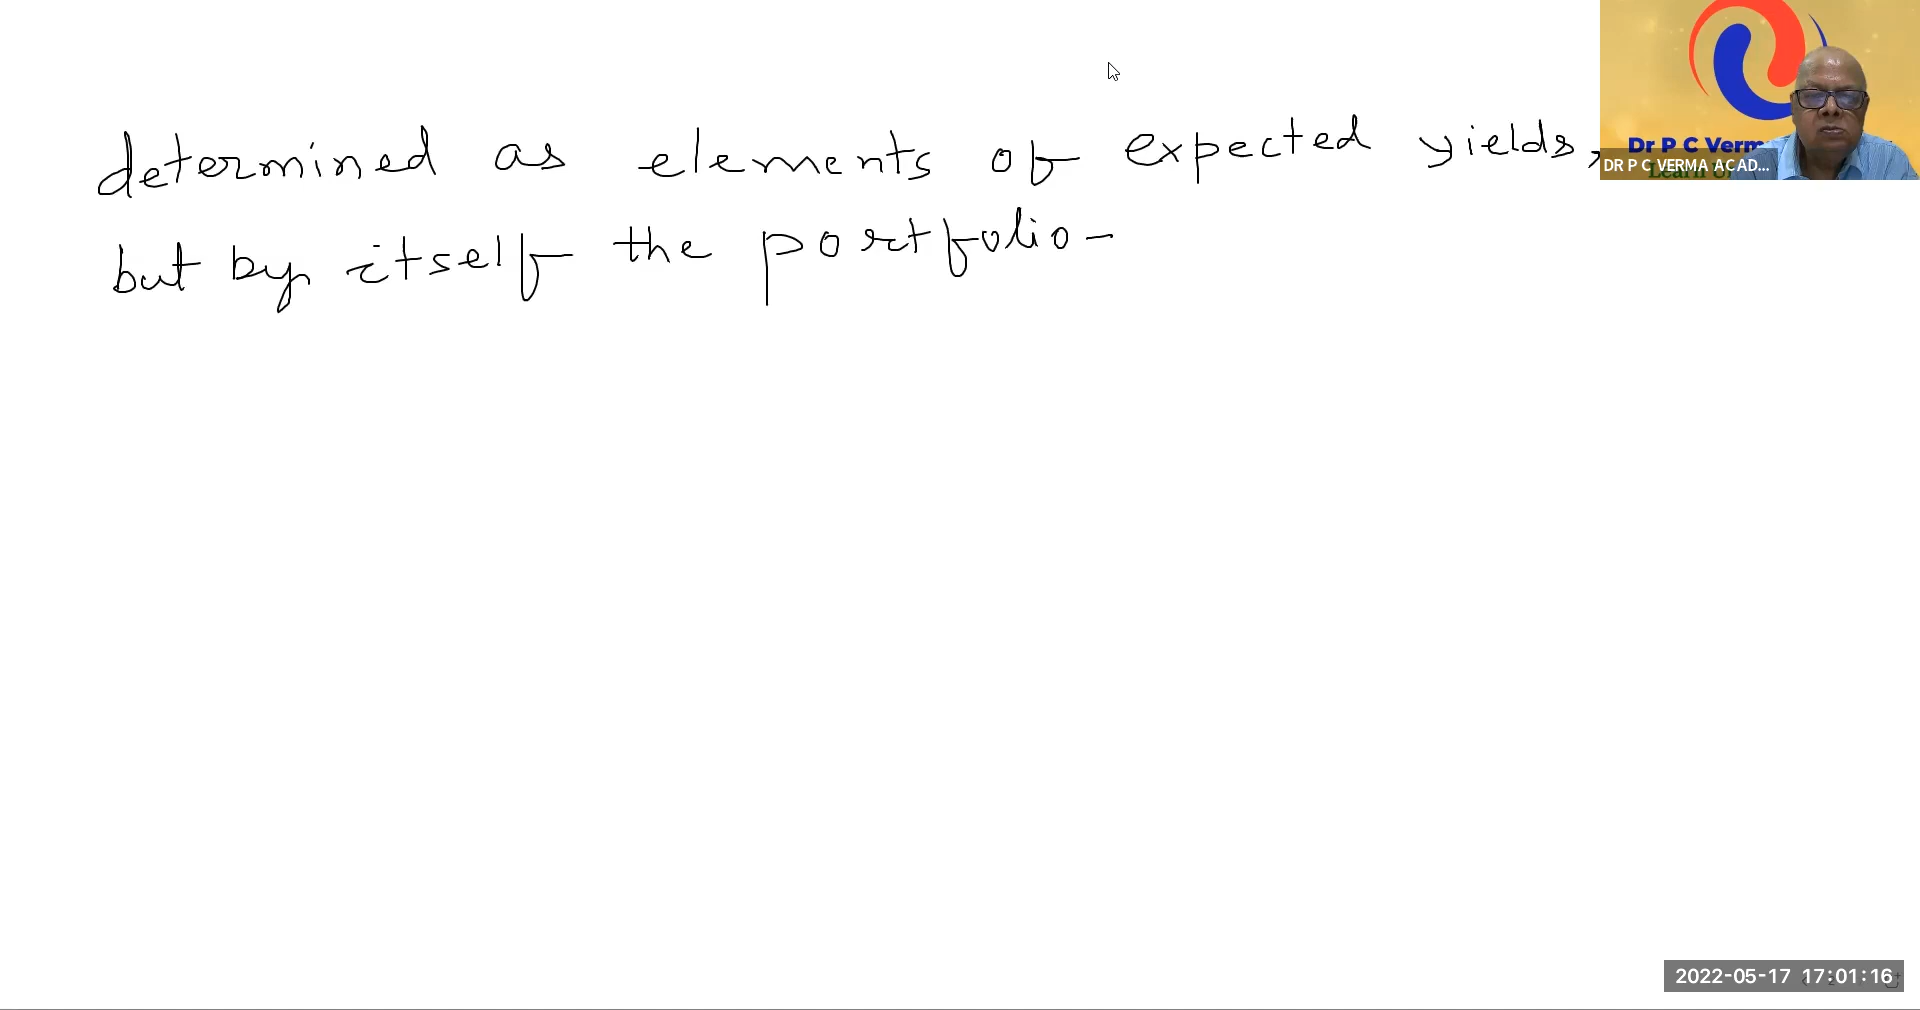 determined as elements of expected yields,
but by itself the portfolio -
Dr P C Verm
DR P C VERMA ACAD...
2022-05-17 17:01:16